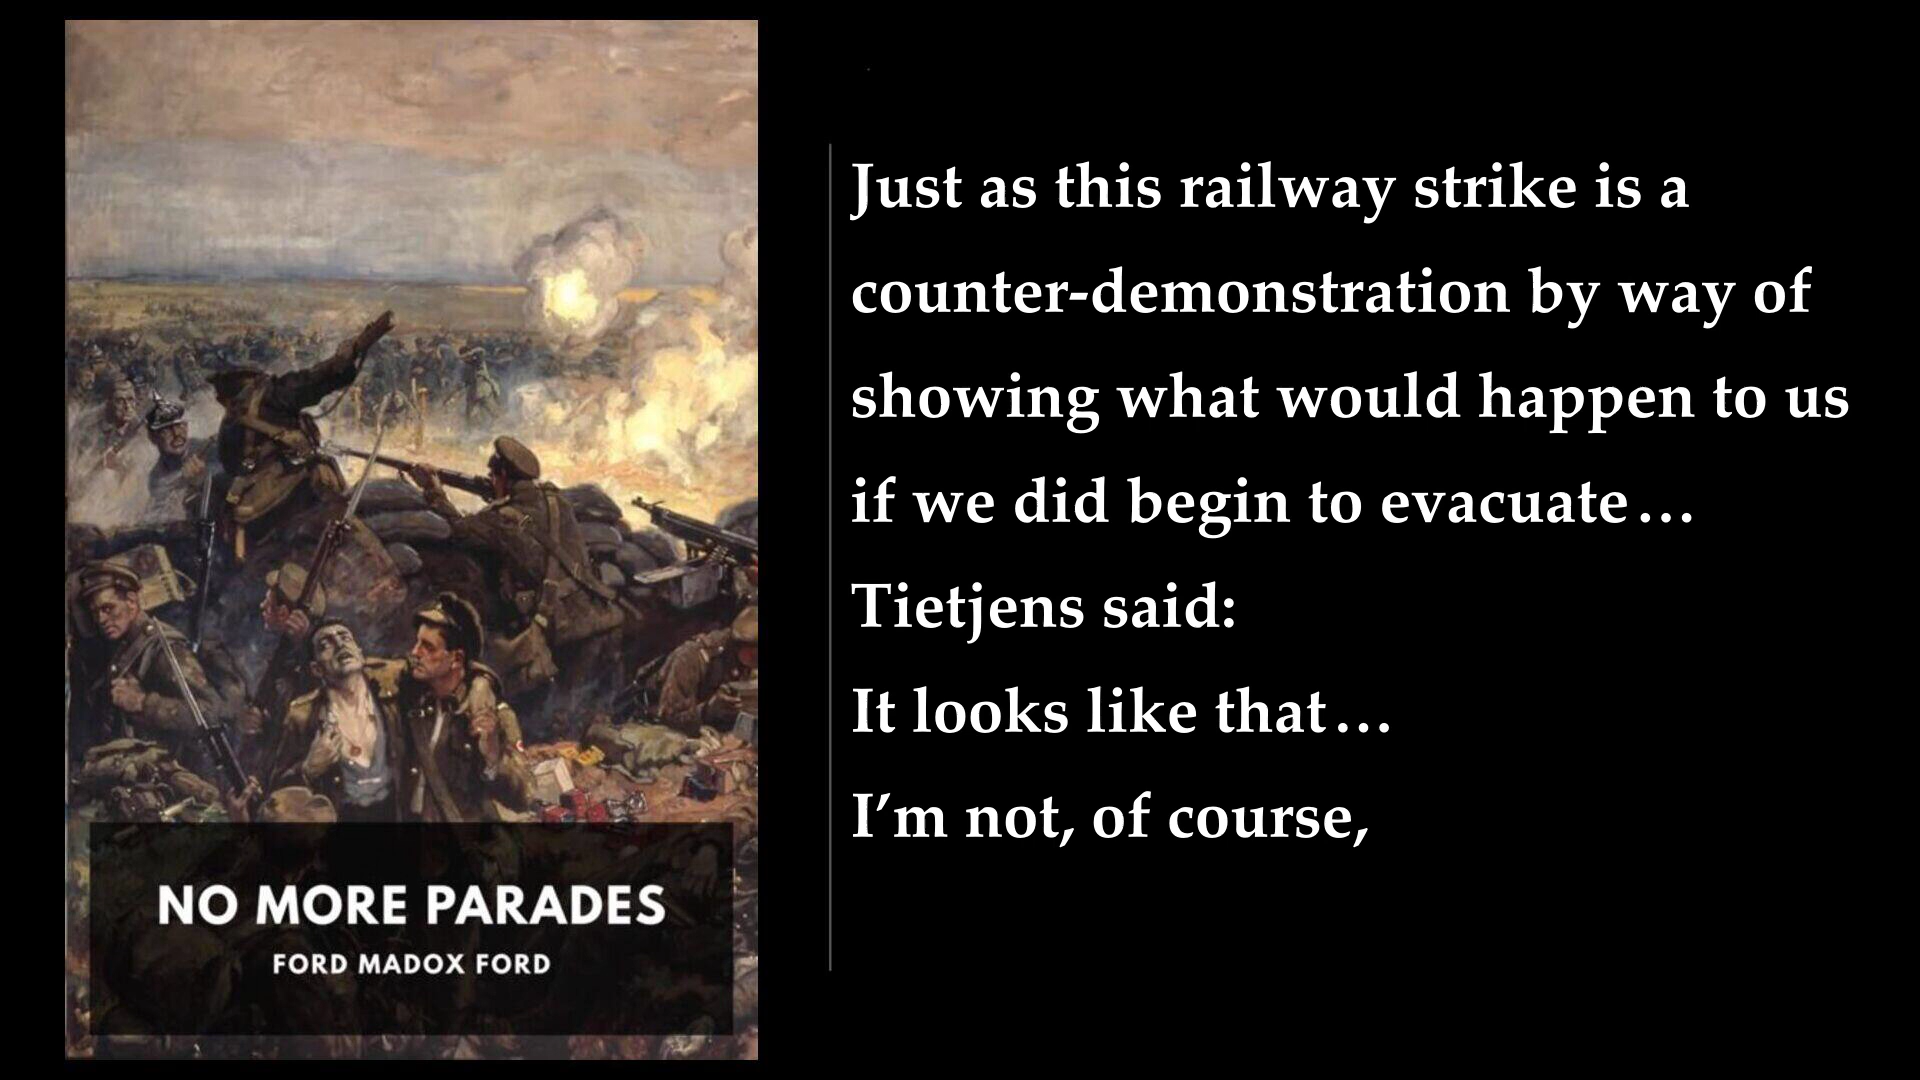 NO MORE PARADES
FORD MADOX FORD
Just as this railway strike is a
counter-demonstration by way of
showing what would happen to us
if we did begin to evacuate…
Tietjens said:
It looks like that…
I’m not, of course,